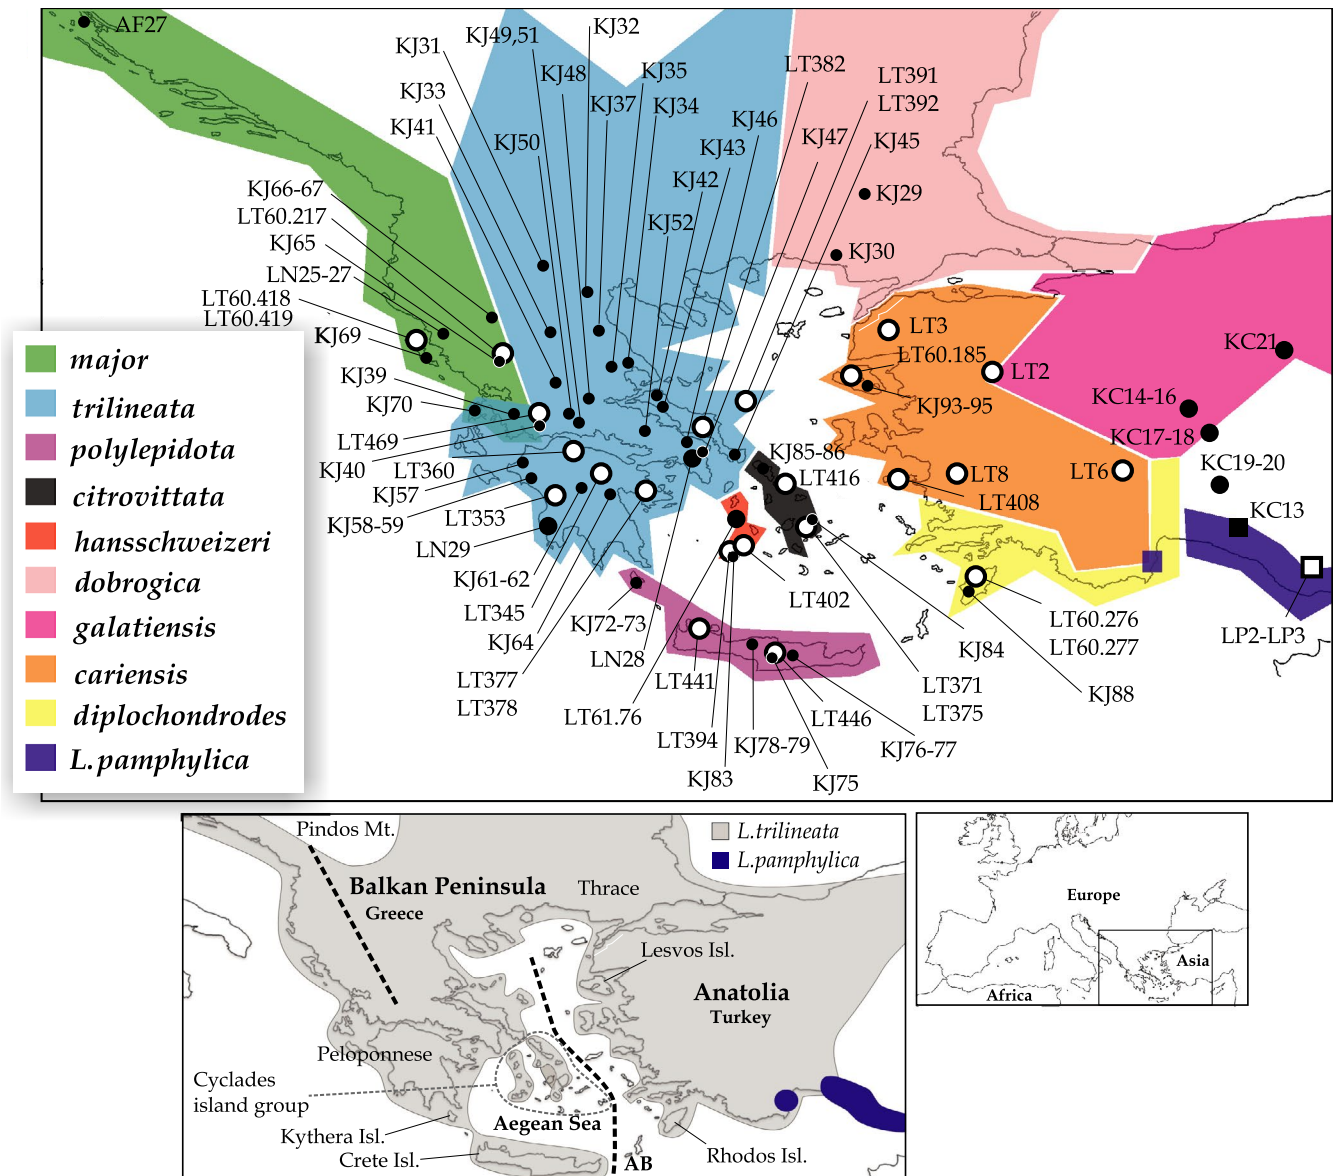 AF27
KJ49,51
KJ32
KJ31
KJ48
KJ35
LT382
LT391
LT392
KJ33
KJ37
KJ34
KJ46
KJ47
KJ45
KJ41
KJ50
KJ43
KJ42
KJ66-67
KJ29
LT60.217
KJ52
KJ65
KJ30
LN25-27
LT60.418
LT60.419
KJ69
LT3
LT60.185
KC21
KJ39
LT2
KJ70
KJ93-95
KC14-16
KC17-18
LT469
KJ40
LT360
KJ85-86
LT416
LT8
LT6
KC19-20
KJ57
LT408
KC13
KJ58-59
LT353
LN29
KJ61-62
LT345
KJ64
KJ72-73
LT402
LT60.276
LT60.277
KJ84
LP2-LP3
LN28
LT377
LT378
LT441
LT371
LT375
KJ88
LT61.76
LT446
LT394
KJ78-79
KJ76-77
KJ83
KJ75
major
trilineata
polylepidota
citrovittata
hansschweizeri
dobrogica
galatiensis
cariensis
diplochondrodes
L.pamphylica
Pindos Mt.
L.trilineata
L.pamphylica
Balkan Peninsula
Greece
Thrace
Lesvos Isl.
Anatolia
Turkey
Peloponnese
Cyclades
island group
Aegean Sea
Kythera Isl.
Crete Isl.
AB
Rhodos Isl.
Europe
Asia
Africa